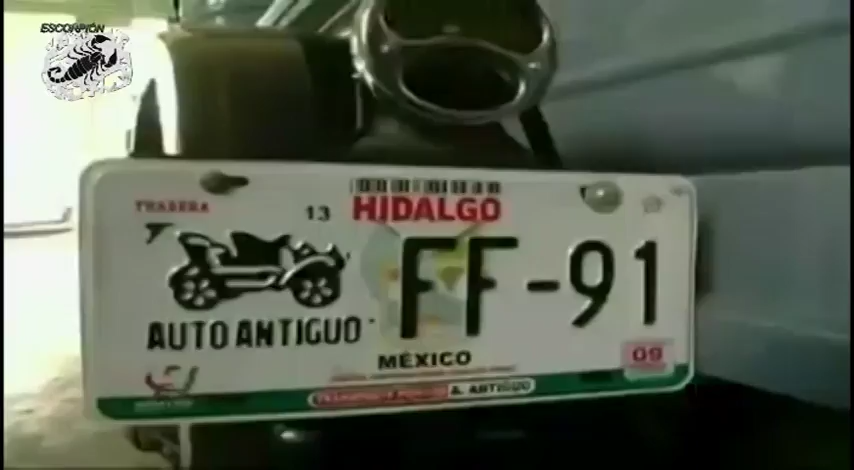 ESCORPIÓN
TRASERA 13 HIDALGO
FF-91
AUTO ANTIGUO
MÉXICO
09
A. ANTIGUO